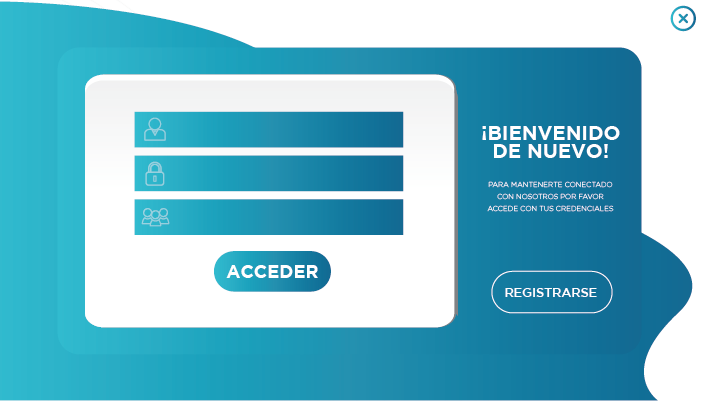 ¡BIENVENIDO
DE NUEVO!
PARA MANTENERTE CONECTADO
CON NOSOTROS POR FAVOR
ACCEDE CON TUS CREDENCIALES
ACCEDER
REGISTRARSE